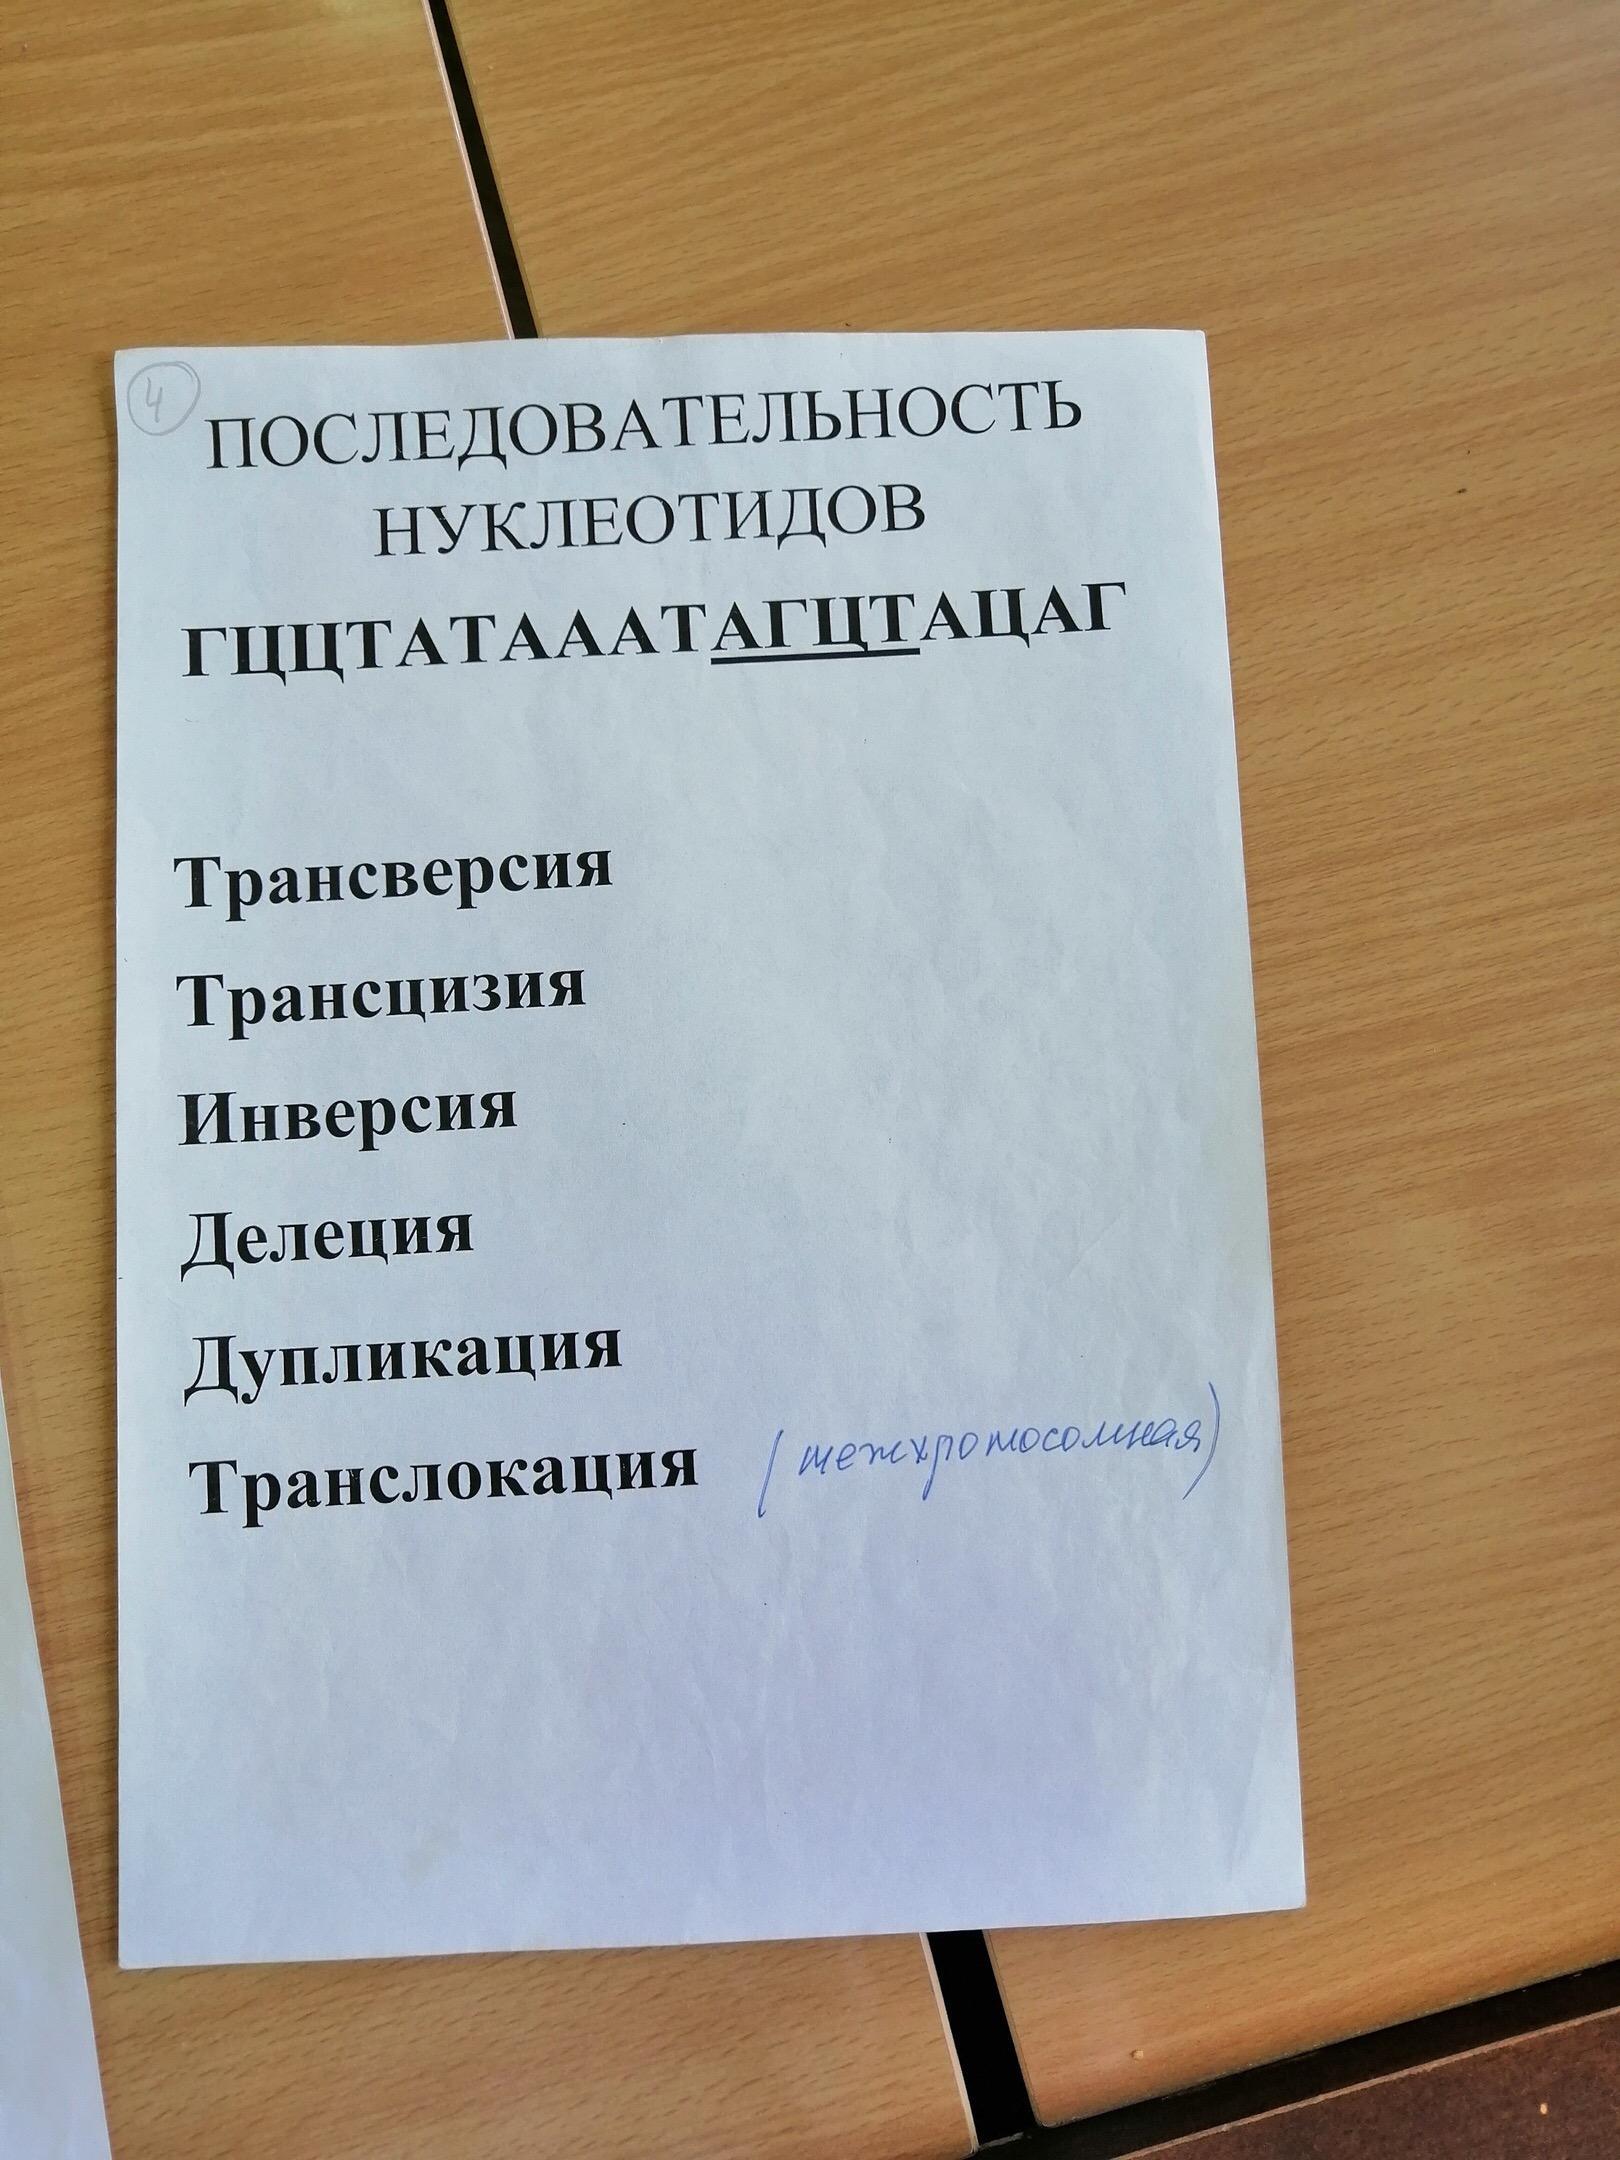 4
ПОСЛЕДОВАТЕЛЬНОСТЬ
НУКЛЕОТИДОВ
ГЦЦТАТАААТАГЦТАЦАГ
Трансверсия
Трансцизия
Инверсия
Делеция
Дупликация
Транслокация (межхромосомная)